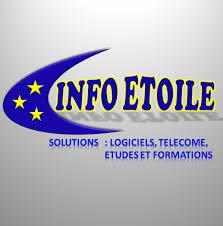 INFO ETOILE
SOLUTIONS : LOGICIELS, TELECOME,
ETUDES ET FORMATIONS